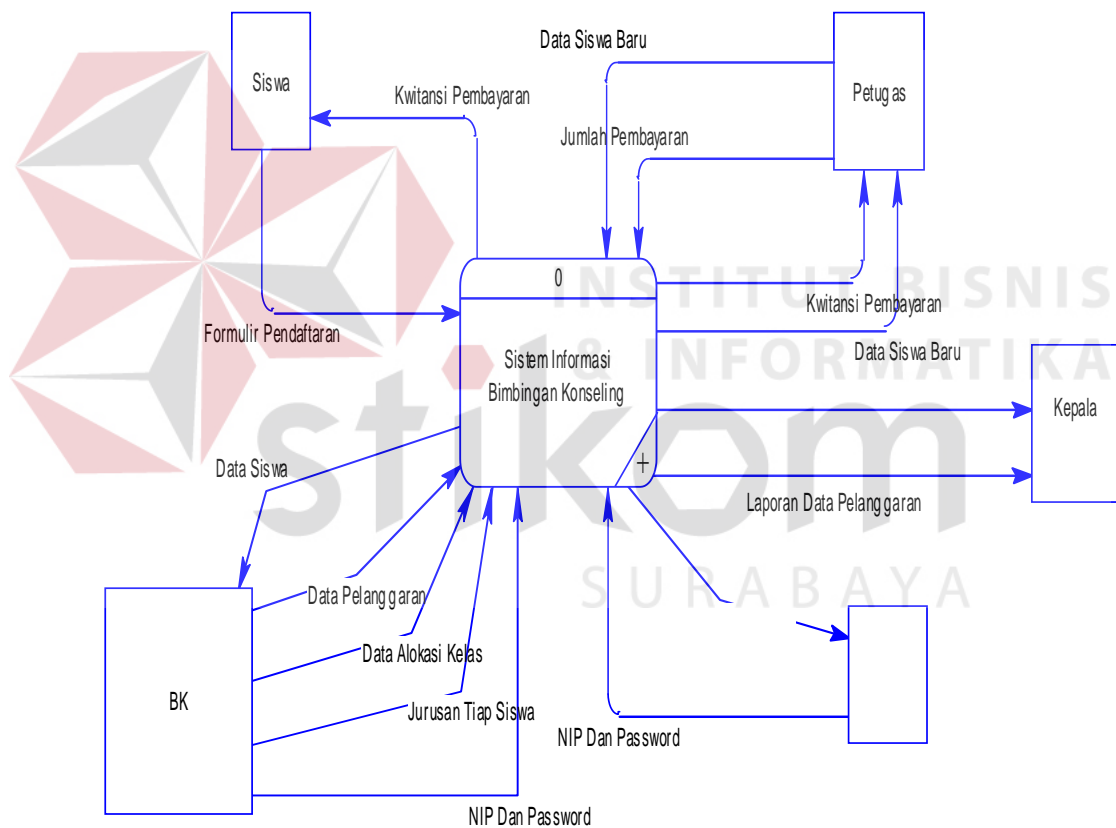 Data Siswa Baru
Siswa
Petugas
Kwitansi Pembayaran
Jumlah Pembayaran
0
INSTITUT BISNIS
Kwitansi Pembayaran
Formulir Pendaftaran
Data Siswa Baru
& INFORMATIKA
Sistem Informasi
Bimbingan Konseling
Kepala
stikom
+
Data Siswa
Laporan Data Pelanggaran
SURABAYA
Data Pelanggaran
Data Alokasi Kelas
BK
Jurusan Tiap Siswa
NIP Dan Password
NIP Dan Password